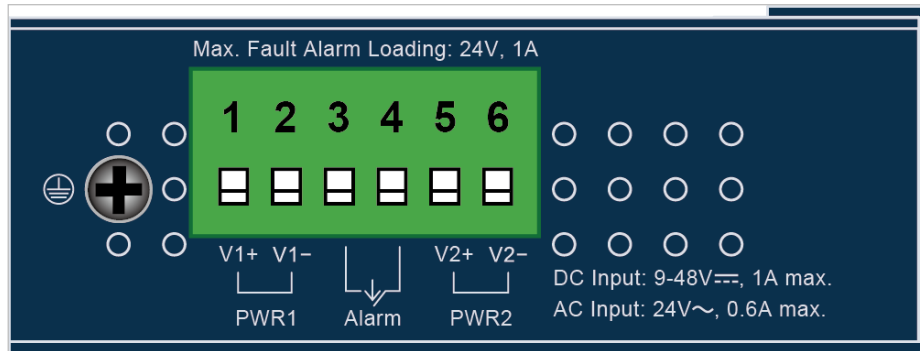 Max. Fault Alarm Loading: 24V, 1A
1 2 3 4 5 6
V1+ V1− V2+ V2−
PWR1 Alarm PWR2
DC Input: 9-48V⎓, 1A max.
AC Input: 24V～, 0.6A max.